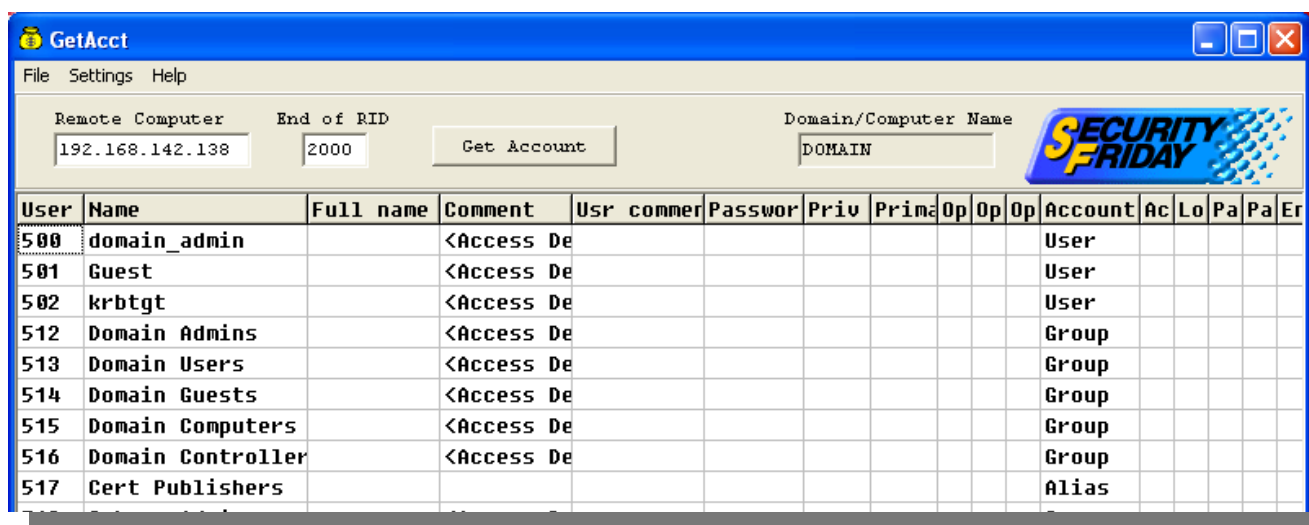 GetAcct
File Settings Help
Remote Computer End of RID Domain/Computer Name
192.168.142.138 2000 Get Account DOMAIN
SECURITY FRIDAY
User Name Full name Comment Usr commer Passwor Priv Prima Op Op Op Account Ac Lo Pa Pa Er
500 domain_admin <Access De User
501 Guest <Access De User
502 krbtgt <Access De User
512 Domain Admins <Access De Group
513 Domain Users <Access De Group
514 Domain Guests <Access De Group
515 Domain Computers <Access De Group
516 Domain Controller <Access De Group
517 Cert Publishers Alias